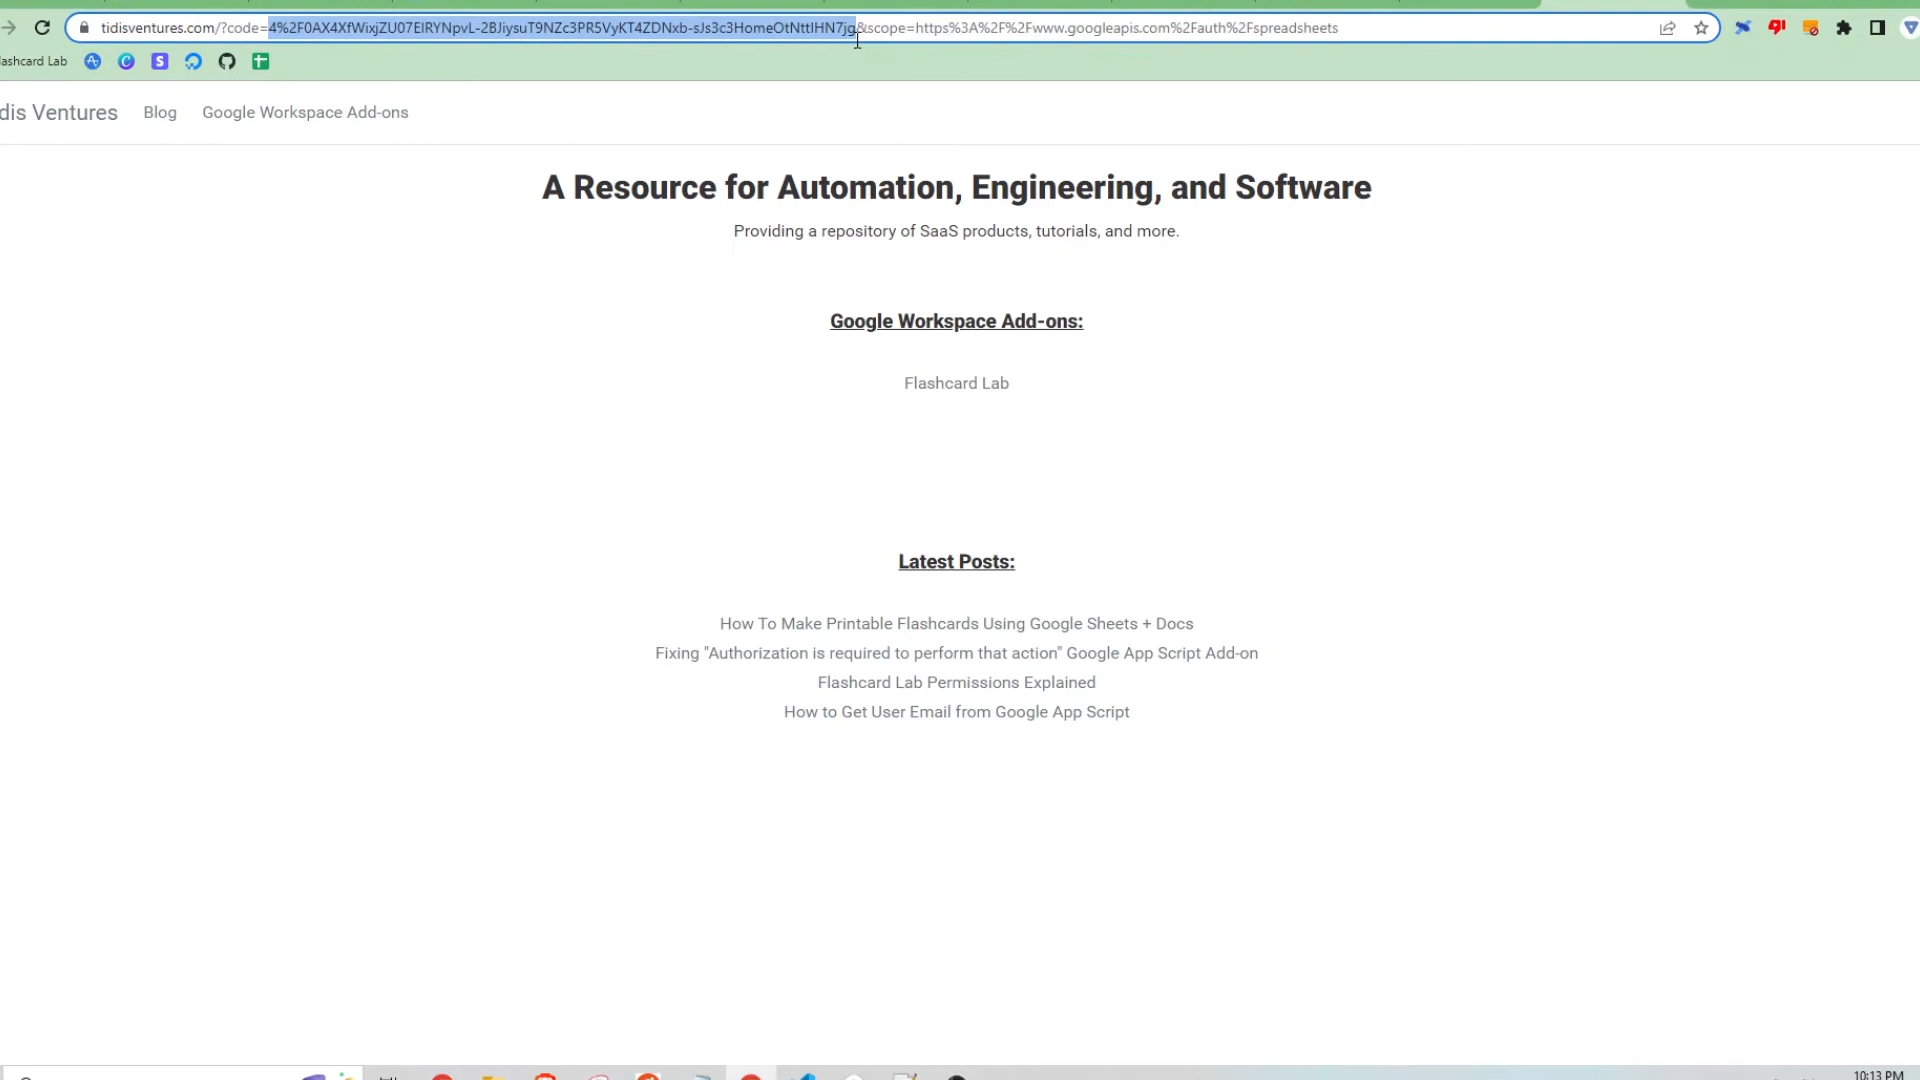 tidisventures.com/?code=4%2F0AX4XfWixjZU07ElRYNpvL-2BJiysuT9NZc3PR5VyKT4ZDNxb-sJs3c3HomeOtNttIHN7jg&scope=https%3A%2F%2Fwww.googleapis.com%2Fauth%2Fspreadsheets
lashcard Lab
dis Ventures Blog Google Workspace Add-ons
A Resource for Automation, Engineering, and Software
Providing a repository of SaaS products, tutorials, and more.
Google Workspace Add-ons:
Flashcard Lab
Latest Posts:
How To Make Printable Flashcards Using Google Sheets + Docs
Fixing "Authorization is required to perform that action" Google App Script Add-on
Flashcard Lab Permissions Explained
How to Get User Email from Google App Script
10:13 PM